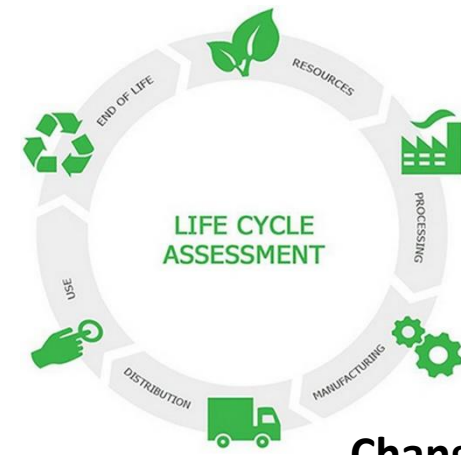 RESOURCES
PROCESSING
MANUFACTURING
DISTRIBUTION
USE
END OF LIFE
LIFE CYCLE
ASSESSMENT